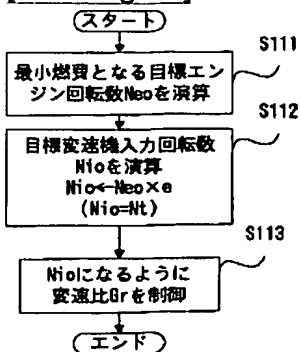 スタート
S111
最小燃費となる目標エン
ジン回転数Neoを演算
S112
目標変速機入力回転数
Nioを演算
Nio←Neo×e
(Nio=Nt)
S113
Nioになるように
変速比Grを制御
エンド